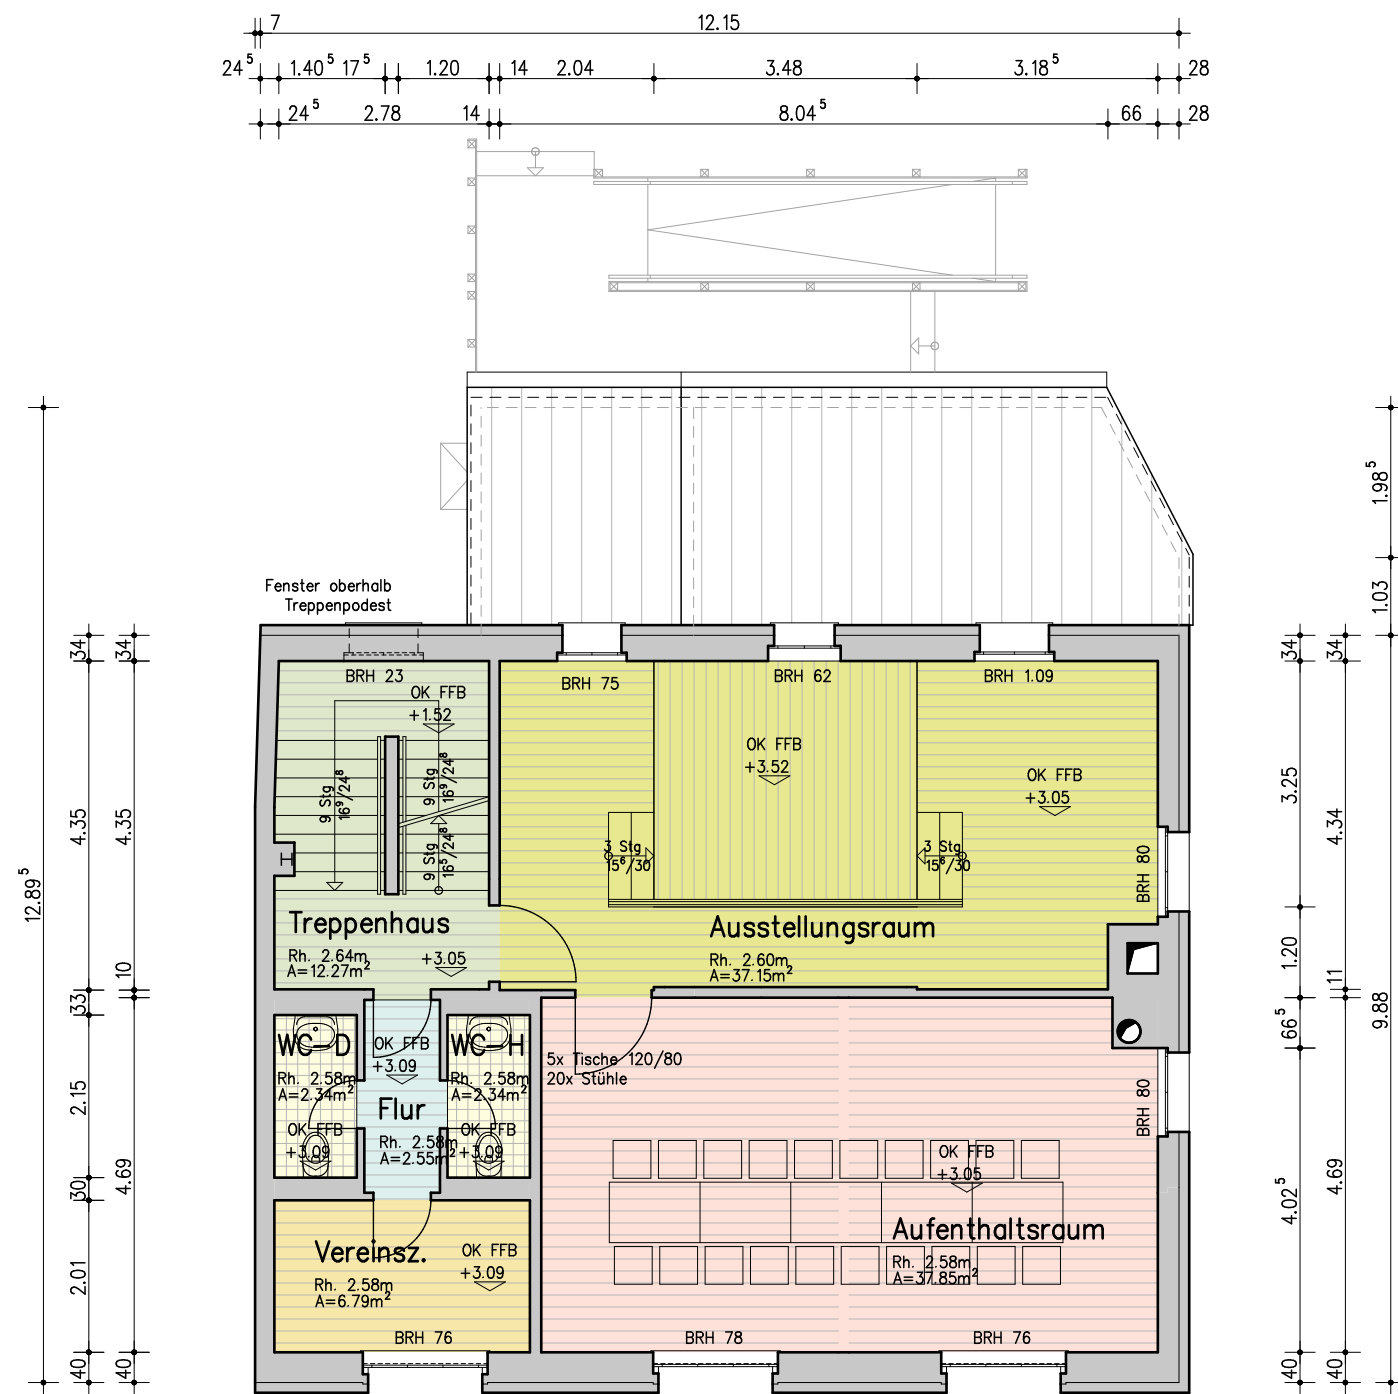 7 12.15
24⁵ 1.40⁵ 17⁵ 1.20 14 2.04 3.48 3.18⁵ 28
24⁵ 2.78 14 8.04⁵ 66 28
1.98⁵
1.03
12.89⁵
9.88
Fenster oberhalb
Treppenpodest
34 34
4.35 4.35
10
33
2.15
4.69
30
2.01
40 40
34 34
3.25
4.34
1.20
11
66⁵
4.02⁵
4.69
40 40
BRH 23
OK FFB
+1.52
9 Stg
16⁹/24⁸
9 Stg
16⁹/24⁸
9 Stg
16⁵/24⁸
Treppenhaus
Rh. 2.64m
A=12.27m²
+3.05
BRH 75
BRH 62
BRH 1.09
OK FFB
+3.52
OK FFB
+3.05
3 Stg
15⁶/30
3 Stg
15⁶/30
BRH 80
Ausstellungsraum
Rh. 2.60m
A=37.15m²
WC-D
Rh. 2.58m
A=2.34m²
OK FFB
+3.09
OK FFB
+3.09
Flur
Rh. 2.58m
A=2.55m²
WC-H
Rh. 2.58m
A=2.34m²
OK FFB
+3.09
5x Tische 120/80
20x Stühle
BRH 80
OK FFB
+3.05
Aufenthaltsraum
Rh. 2.58m
A=37.85m²
Vereinsz.
Rh. 2.58m
A=6.79m²
OK FFB
+3.09
BRH 76
BRH 78
BRH 76